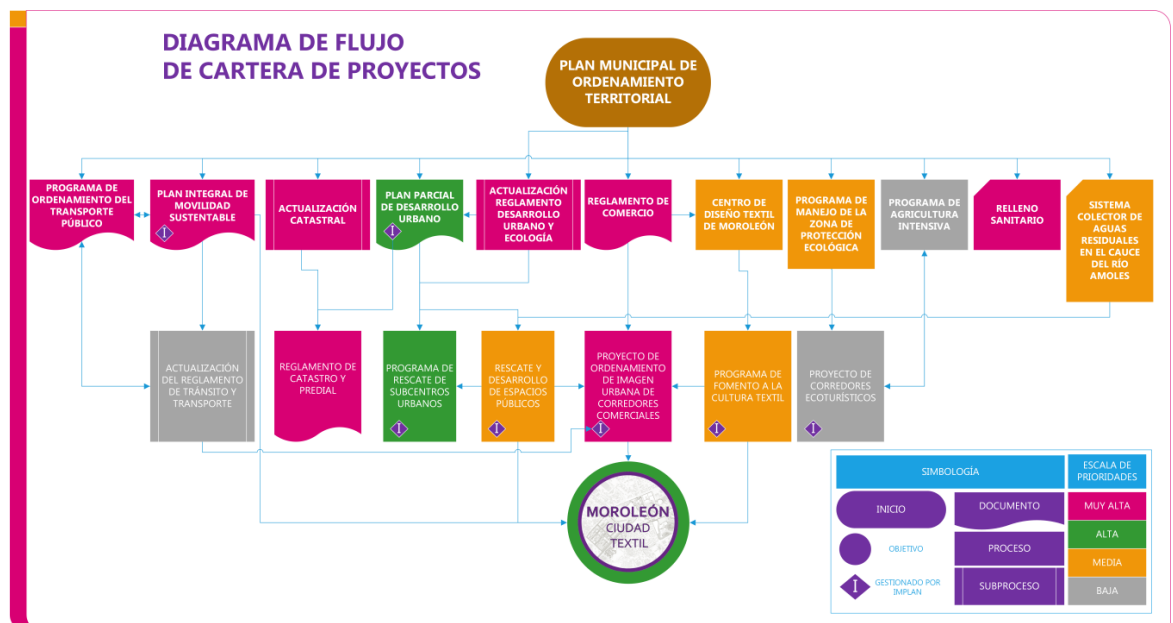 DIAGRAMA DE FLUJO
DE CARTERA DE PROYECTOS
PLAN MUNICIPAL DE
ORDENAMIENTO
TERRITORIAL
PROGRAMA DE
ORDENAMIENTO DEL
TRANSPORTE
PÚBLICO
PLAN INTEGRAL DE
MOVILIDAD
SUSTENTABLE
I
ACTUALIZACIÓN
CATASTRAL
PLAN PARCIAL
DE DESARROLLO
URBANO
I
ACTUALIZACIÓN
REGLAMENTO
DESARROLLO
URBANO Y
ECOLOGÍA
REGLAMENTO DE
COMERCIO
CENTRO DE
DISEÑO TEXTIL
DE MOROLEÓN
PROGRAMA DE
MANEJO DE LA
ZONA DE
PROTECCIÓN
ECOLÓGICA
PROGRAMA DE
AGRICULTURA
INTENSIVA
RELLENO
SANITARIO
SISTEMA
COLECTOR DE
AGUAS
RESIDUALES
EN EL CAUCE
DEL RÍO
AMOLES
ACTUALIZACIÓN
DEL REGLAMENTO
DE TRÁNSITO Y
TRANSPORTE
REGLAMENTO DE
CATASTRO Y
PREDIAL
PROGRAMA DE
RESCATE DE
SUBCENTROS
URBANOS
I
RESCATE Y
DESARROLLO
DE ESPACIOS
PÚBLICOS
I
PROYECTO DE
ORDENAMIENTO
DE IMAGEN
URBANA DE
CORREDORES
COMERCIALES
I
PROGRAMA DE
FOMENTO A LA
CULTURA TEXTIL
I
PROYECTO DE
CORREDORES
ECOTURÍSTICOS
I
MOROLEÓN
CIUDAD
TEXTIL
SIMBOLOGÍA
ESCALA DE
PRIORIDADES
INICIO
DOCUMENTO
MUY ALTA
OBJETIVO
PROCESO
ALTA
MEDIA
I
GESTIONADO POR
IMPLAN
SUBPROCESO
BAJA